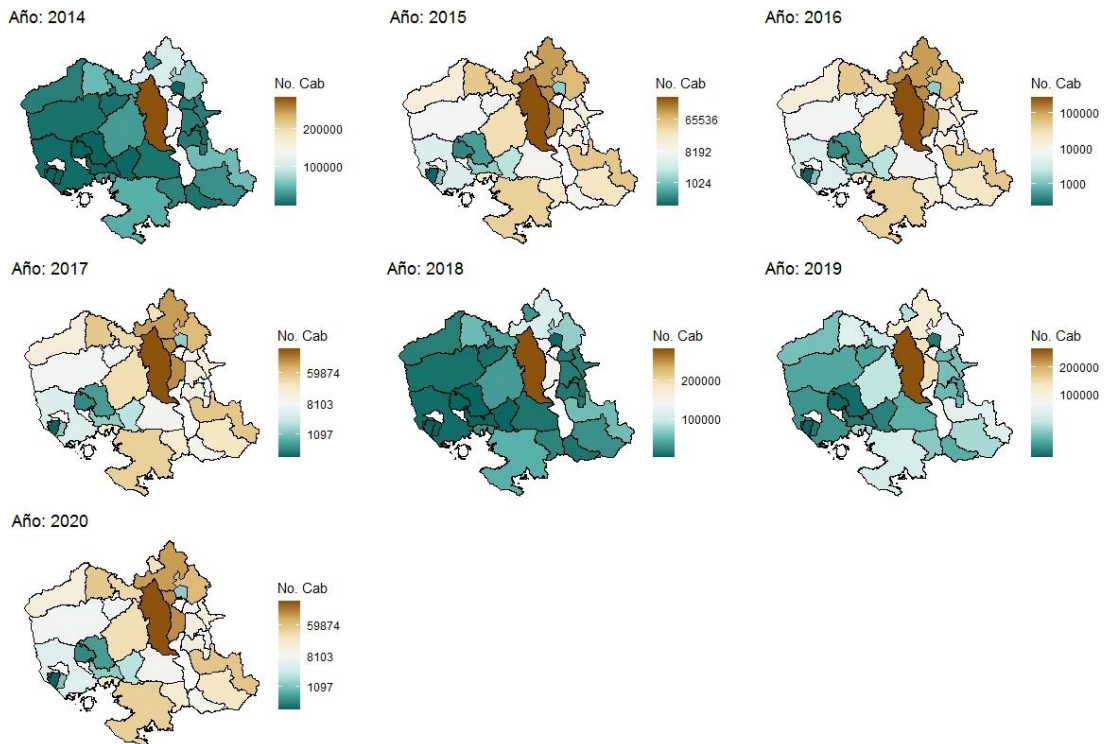 Año: 2014
No. Cab
200000
100000
Año: 2015
No. Cab
65536
8192
1024
Año: 2016
No. Cab
100000
10000
1000
Año: 2017
No. Cab
59874
8103
1097
Año: 2018
No. Cab
200000
100000
Año: 2019
No. Cab
200000
100000
Año: 2020
No. Cab
59874
8103
1097